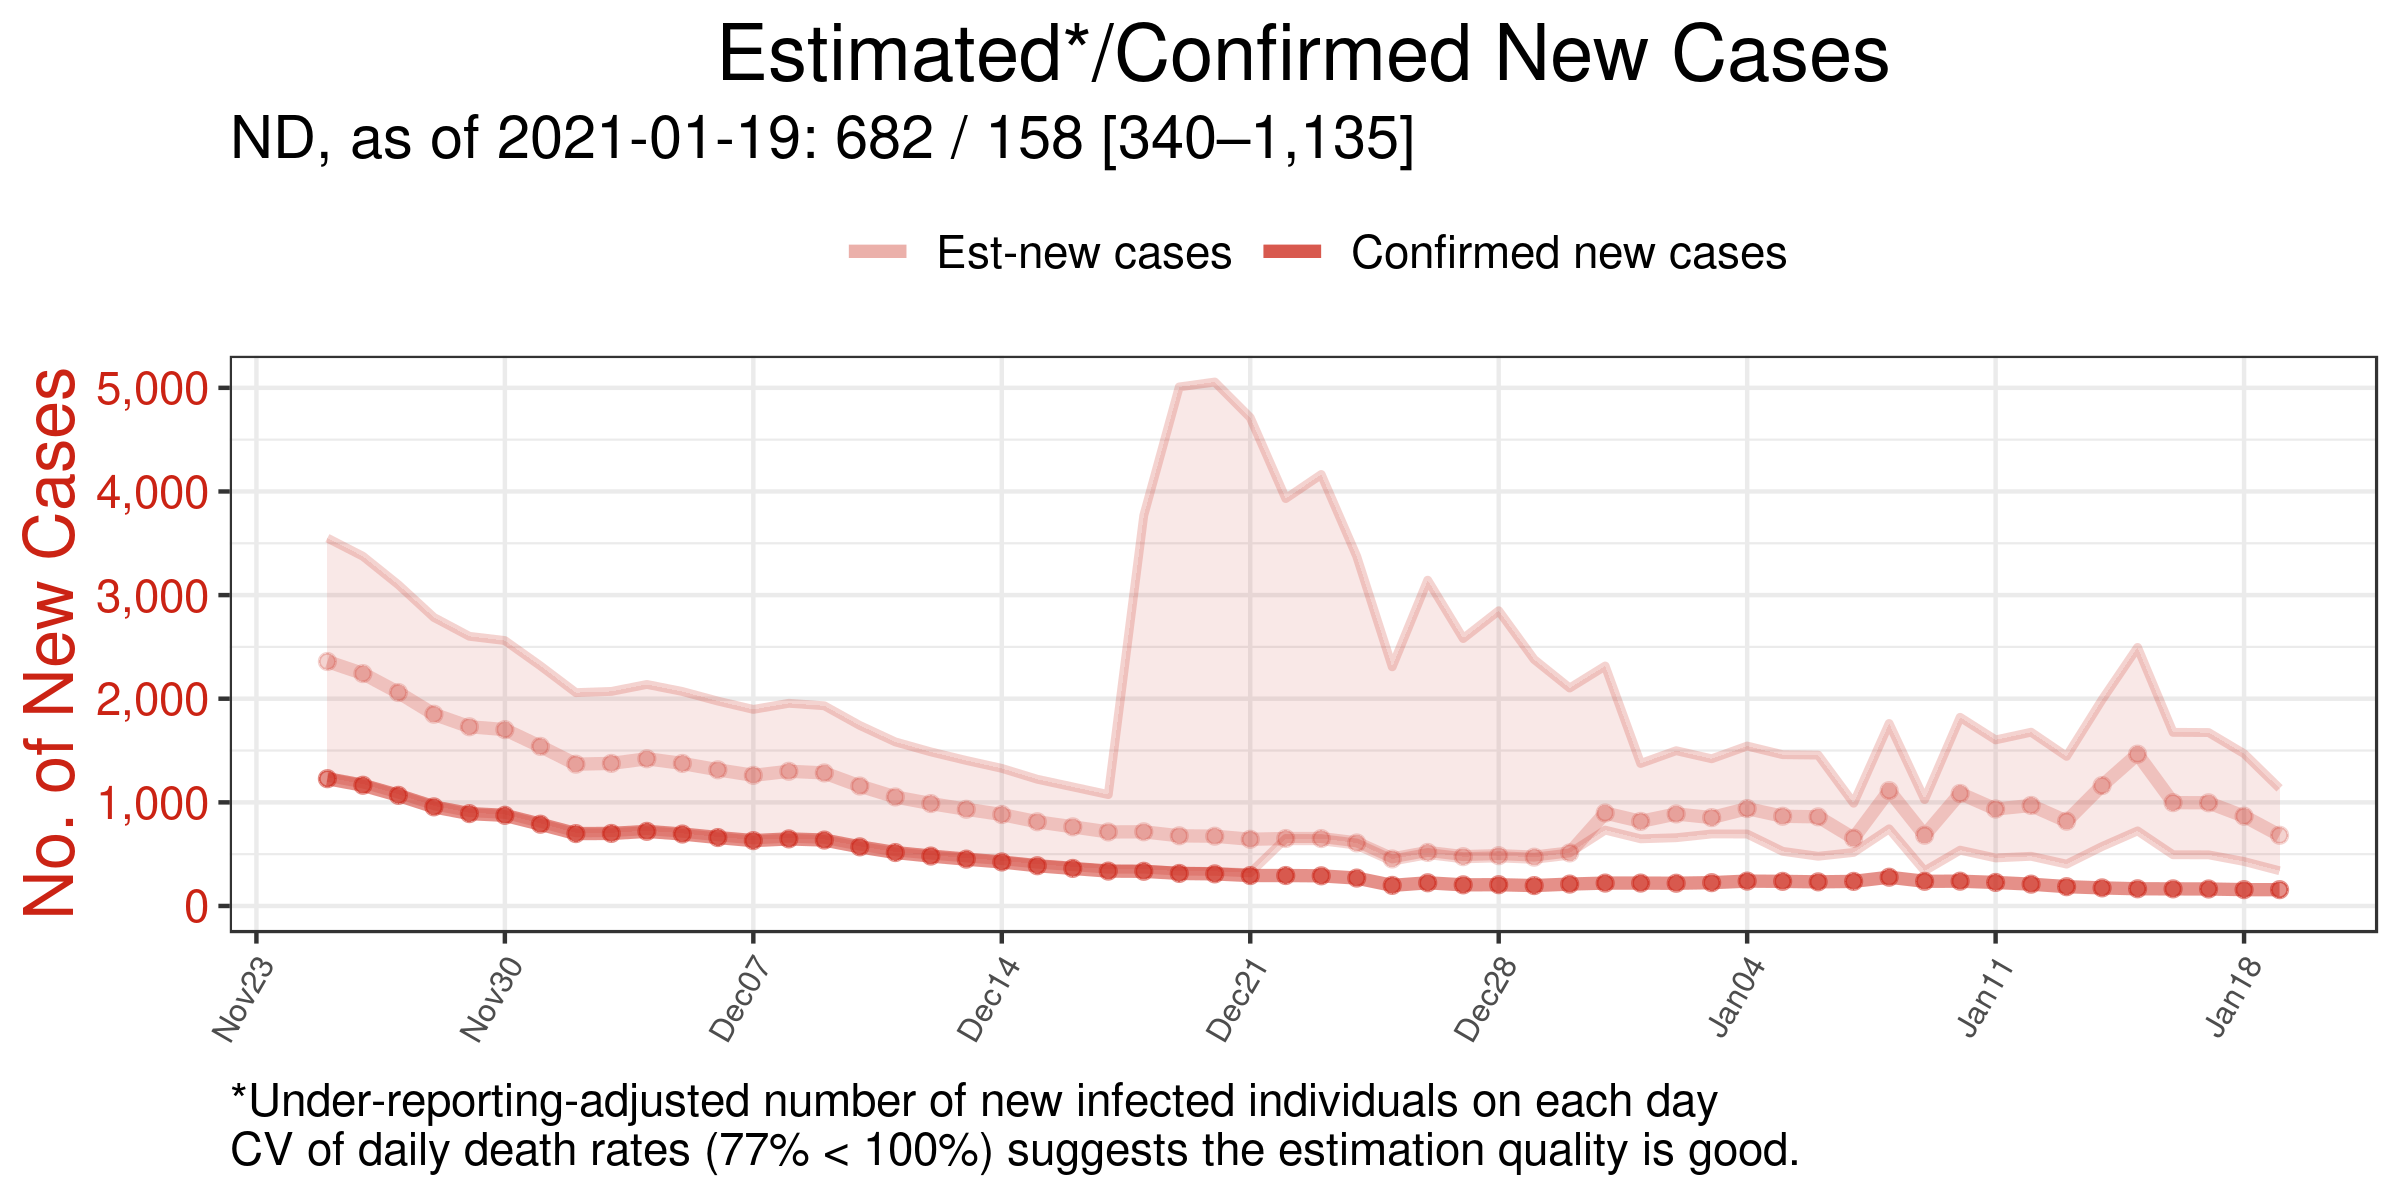 Estimated*/Confirmed New Cases
ND, as of 2021-01-19: 682 / 158 [340–1,135]
Est-new cases
Confirmed new cases
No. of New Cases
5,000
4,000
3,000
2,000
1,000
0
Nov23
Nov30
Dec07
Dec14
Dec21
Dec28
Jan04
Jan11
Jan18
*Under-reporting-adjusted number of new infected individuals on each day
CV of daily death rates (77% < 100%) suggests the estimation quality is good.